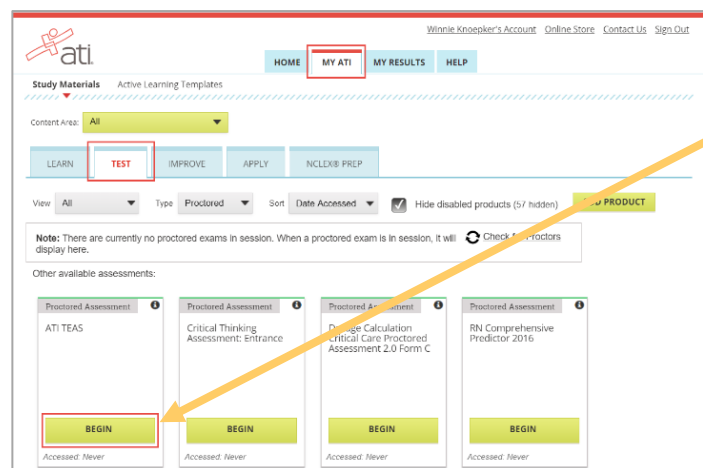 Winnie Knoepker's Account Online Store Contact Us Sign Out
ati
HOME MY ATI MY RESULTS HELP
Study Materials Active Learning Templates
Content Area: All
LEARN TEST IMPROVE APPLY NCLEX® PREP
View All Type Proctored Sort Date Accessed Hide disabled products (57 hidden) PRODUCT
Note: There are currently no proctored exams in session. When a proctored exam is in session, it will Check Proctors
display here.
Other available assessments:
Proctored Assessment
ATI TEAS
BEGIN
Accessed: Never
Proctored Assessment
Critical Thinking
Assessment: Entrance
BEGIN
Accessed: Never
Proctored
Calculation
Critical Care Proctored
Assessment 2.0 Form C
BEGIN
Accessed: Never
Proctored Assessment
RN Comprehensive
Predictor 2016
BEGIN
Accessed: Never